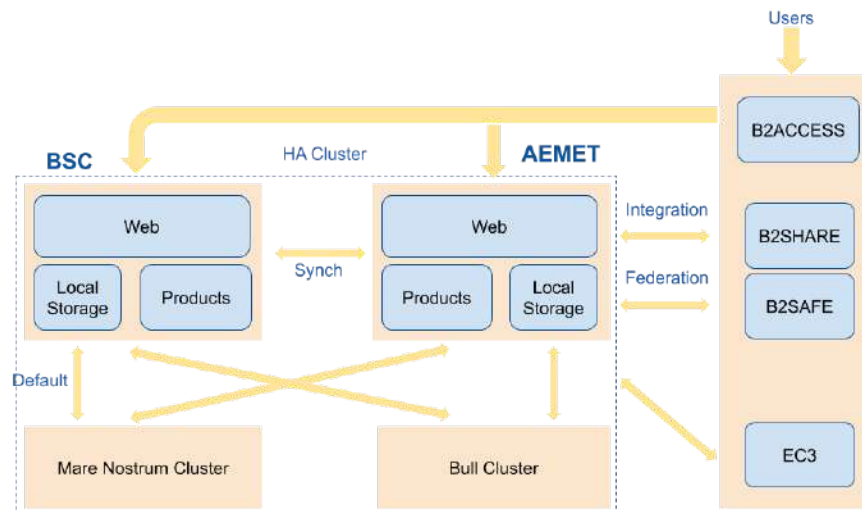 Users
B2ACCESS
BSC
HA Cluster
AEMET
Web
Local
Storage
Products
Synch
Web
Products
Local
Storage
Integration
B2SHARE
Federation
B2SAFE
Default
Mare Nostrum Cluster
Bull Cluster
EC3